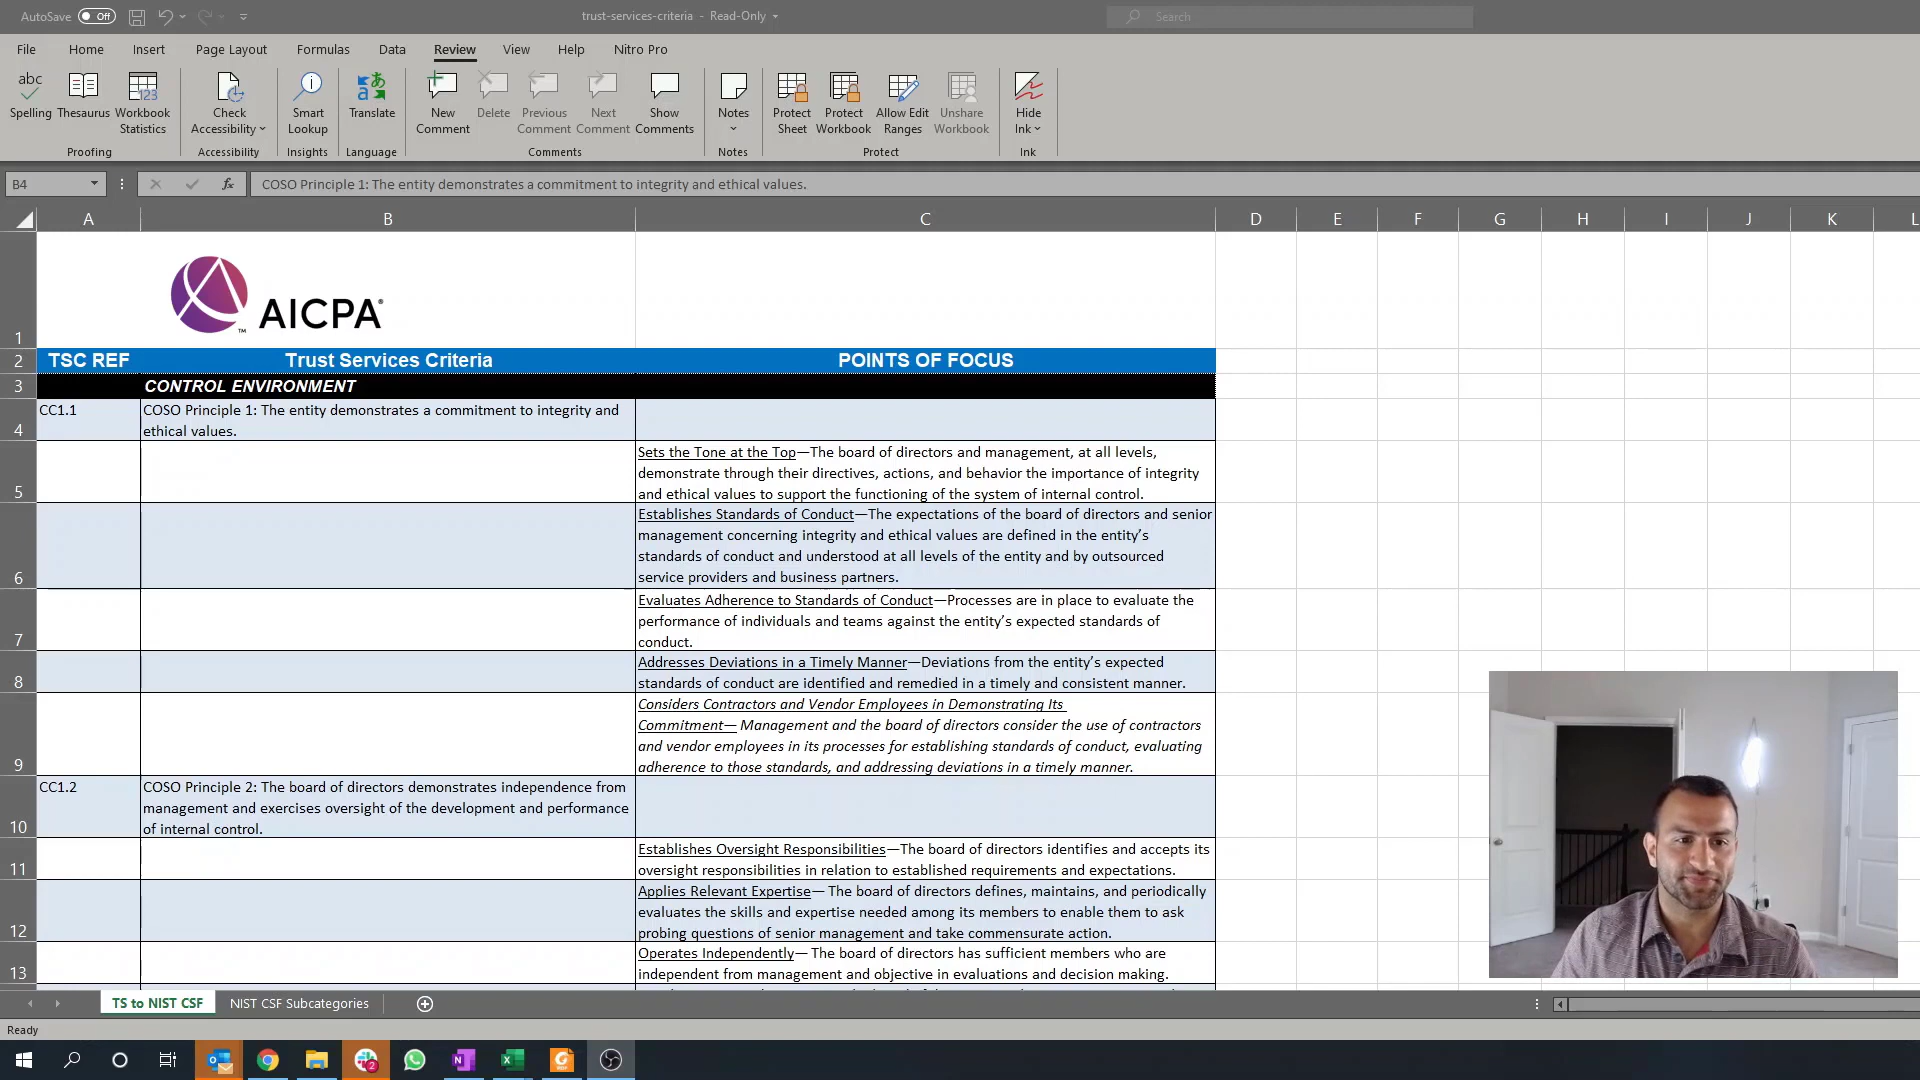 AutoSave Off
trust-services-criteria - Read-Only
Search
File Home Insert Page Layout Formulas Data Review View Help Nitro Pro
abc
Spelling
Thesaurus
123
Workbook Statistics
Check Accessibility
Smart Lookup
Translate
New Comment
Delete
Previous Comment
Next Comment
Show Comments
Notes
Protect Sheet
Protect Workbook
Allow Edit Ranges
Unshare Workbook
Hide Ink
Proofing Accessibility Insights Language Comments Notes Protect Ink
B4
fx
COSO Principle 1: The entity demonstrates a commitment to integrity and ethical values.
A B C D E F G H I J K L
AICPA®
™
1
2 TSC REF Trust Services Criteria POINTS OF FOCUS
3 CONTROL ENVIRONMENT
CC1.1 COSO Principle 1: The entity demonstrates a commitment to integrity and
4 ethical values.
Sets the Tone at the Top—The board of directors and management, at all levels,
demonstrate through their directives, actions, and behavior the importance of integrity
5 and ethical values to support the functioning of the system of internal control.
Establishes Standards of Conduct—The expectations of the board of directors and senior
management concerning integrity and ethical values are defined in the entity’s
standards of conduct and understood at all levels of the entity and by outsourced
6 service providers and business partners.
Evaluates Adherence to Standards of Conduct—Processes are in place to evaluate the
performance of individuals and teams against the entity’s expected standards of
7 conduct.
Addresses Deviations in a Timely Manner—Deviations from the entity’s expected
8 standards of conduct are identified and remedied in a timely and consistent manner.
Considers Contractors and Vendor Employees in Demonstrating Its
Commitment— Management and the board of directors consider the use of contractors
and vendor employees in its processes for establishing standards of conduct, evaluating
9 adherence to those standards, and addressing deviations in a timely manner.
CC1.2 COSO Principle 2: The board of directors demonstrates independence from
management and exercises oversight of the development and performance
10 of internal control.
Establishes Oversight Responsibilities—The board of directors identifies and accepts its
11 oversight responsibilities in relation to established requirements and expectations.
Applies Relevant Expertise— The board of directors defines, maintains, and periodically
evaluates the skills and expertise needed among its members to enable them to ask
12 probing questions of senior management and take commensurate action.
Operates Independently— The board of directors has sufficient members who are
13 independent from management and objective in evaluations and decision making.
TS to NIST CSF NIST CSF Subcategories
Ready
2